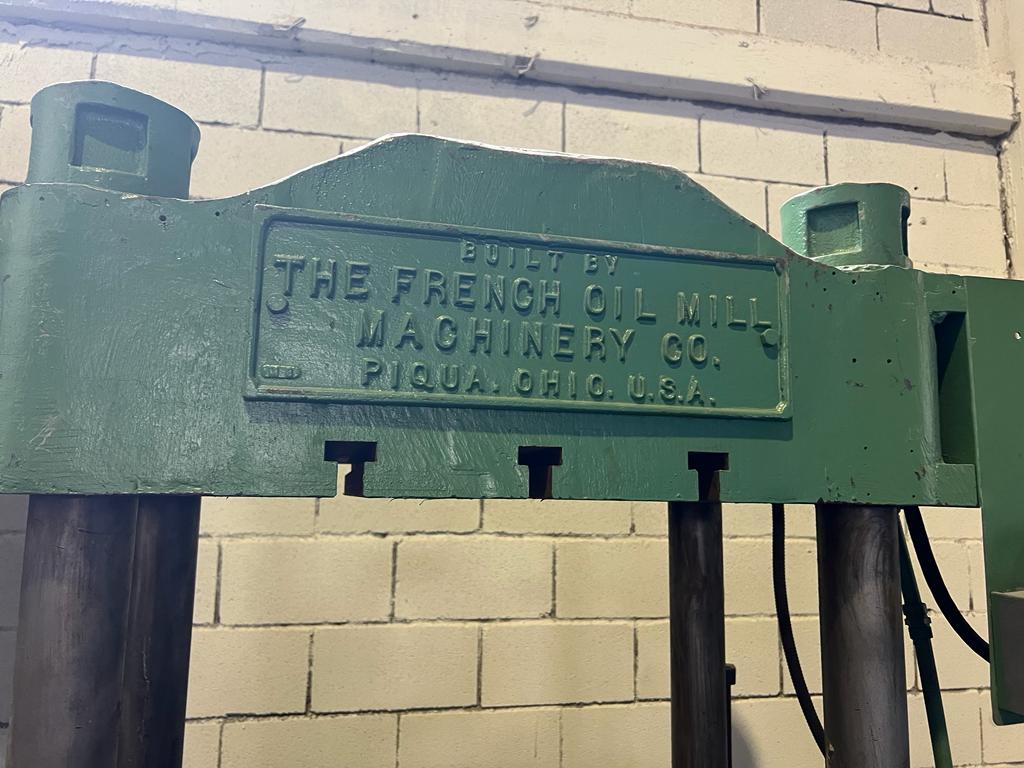 BUILT BY
THE FRENCH OIL MILL
MACHINERY CO.
PIQUA, OHIO. U.S.A.